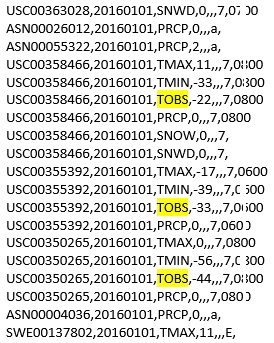 USC00363028,20160101,SNWD,0,,,7,0700
ASN00026012,20160101,PRCP,0,,,a,
ASN00055322,20160101,PRCP,2,,,a,
USC00358466,20160101,TMAX,11,,,7,0800
USC00358466,20160101,TMIN,-33,,,7,0800
USC00358466,20160101,TOBS,-22,,,7,0800
USC00358466,20160101,PRCP,0,,,7,0800
USC00358466,20160101,SNOW,0,,,7,
USC00358466,20160101,SNWD,0,,,7,
USC00355392,20160101,TMAX,-17,,,7,0600
USC00355392,20160101,TMIN,-39,,,7,0600
USC00355392,20160101,TOBS,-33,,,7,0600
USC00355392,20160101,PRCP,0,,,7,0600
USC00350265,20160101,TMAX,0,,,7,0800
USC00350265,20160101,TMIN,-56,,,7,0800
USC00350265,20160101,TOBS,-44,,,7,0800
USC00350265,20160101,PRCP,0,,,7,0800
ASN00004036,20160101,PRCP,0,,,a,
SWE00137802,20160101,TMAX,11,,,E,